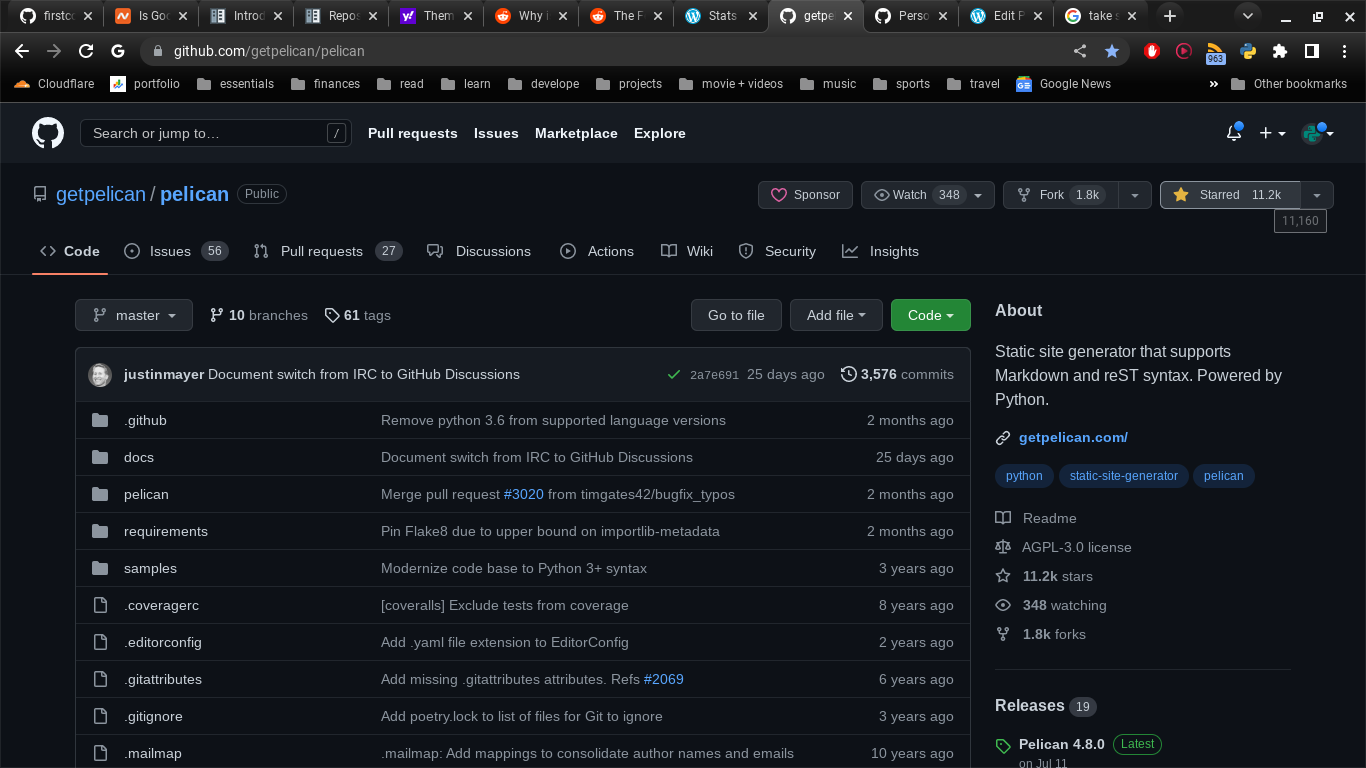 firstco
Is Goo
Introd
Repos
Them
Why i
The F
Stats
getpe
Perso
Edit P
take s
github.com/getpelican/pelican
963
Cloudflare portfolio essentials finances read learn develope projects movie + videos music sports travel Google News » Other bookmarks
Search or jump to… / Pull requests Issues Marketplace Explore
getpelican / pelican Public Sponsor Watch 348 Fork 1.8k Starred 11.2k
11,160
Code Issues 56 Pull requests 27 Discussions Actions Wiki Security Insights
master 10 branches 61 tags Go to file Add file Code
justinmayer Document switch from IRC to GitHub Discussions 2a7e691 25 days ago 3,576 commits
.github Remove python 3.6 from supported language versions 2 months ago
docs Document switch from IRC to GitHub Discussions 25 days ago
pelican Merge pull request #3020 from timgates42/bugfix_typos 2 months ago
requirements Pin Flake8 due to upper bound on importlib-metadata 2 months ago
samples Modernize code base to Python 3+ syntax 3 years ago
.coveragerc [coveralls] Exclude tests from coverage 8 years ago
.editorconfig Add .yaml file extension to EditorConfig 2 years ago
.gitattributes Add missing .gitattributes attributes. Refs #2069 6 years ago
.gitignore Add poetry.lock to list of files for Git to ignore 3 years ago
.mailmap .mailmap: Add mappings to consolidate author names and emails 10 years ago
About
Static site generator that supports
Markdown and reST syntax. Powered by
Python.
getpelican.com/
python static-site-generator pelican
Readme
AGPL-3.0 license
11.2k stars
348 watching
1.8k forks
Releases 19
Pelican 4.8.0 Latest
on Jul 11